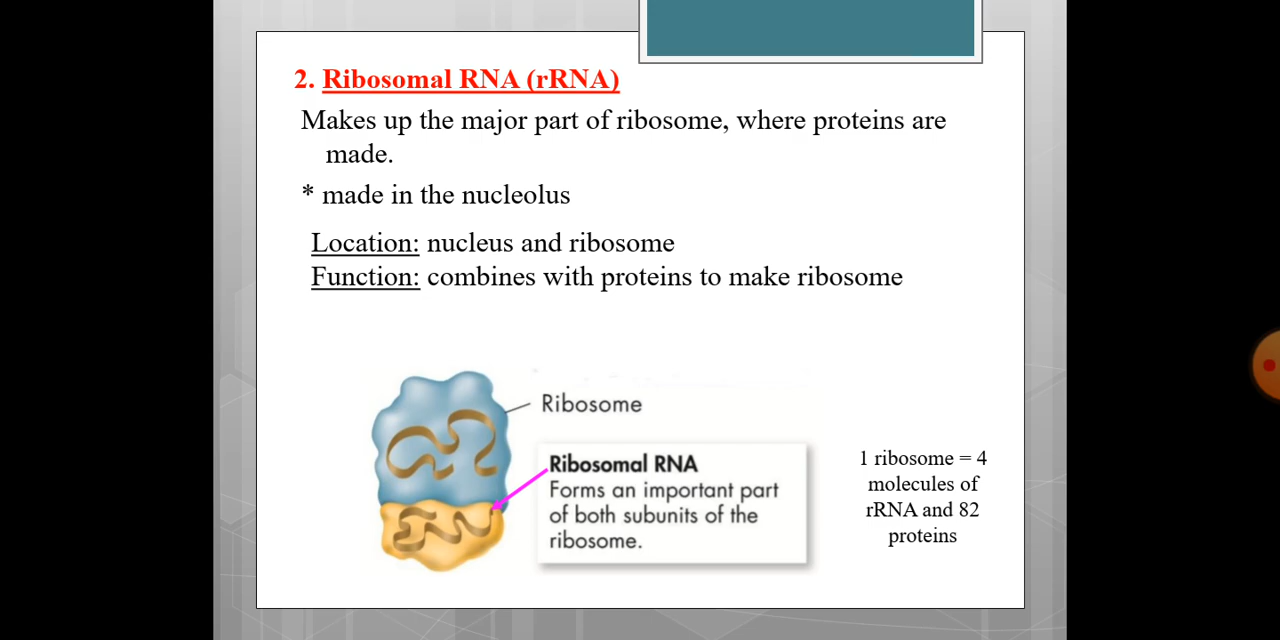 2. Ribosomal RNA (rRNA)
Makes up the major part of ribosome, where proteins are
made.
* made in the nucleolus
Location: nucleus and ribosome
Function: combines with proteins to make ribosome
Ribosome
Ribosomal RNA
Forms an important part
of both subunits of the
ribosome.
1 ribosome = 4
molecules of
rRNA and 82
proteins